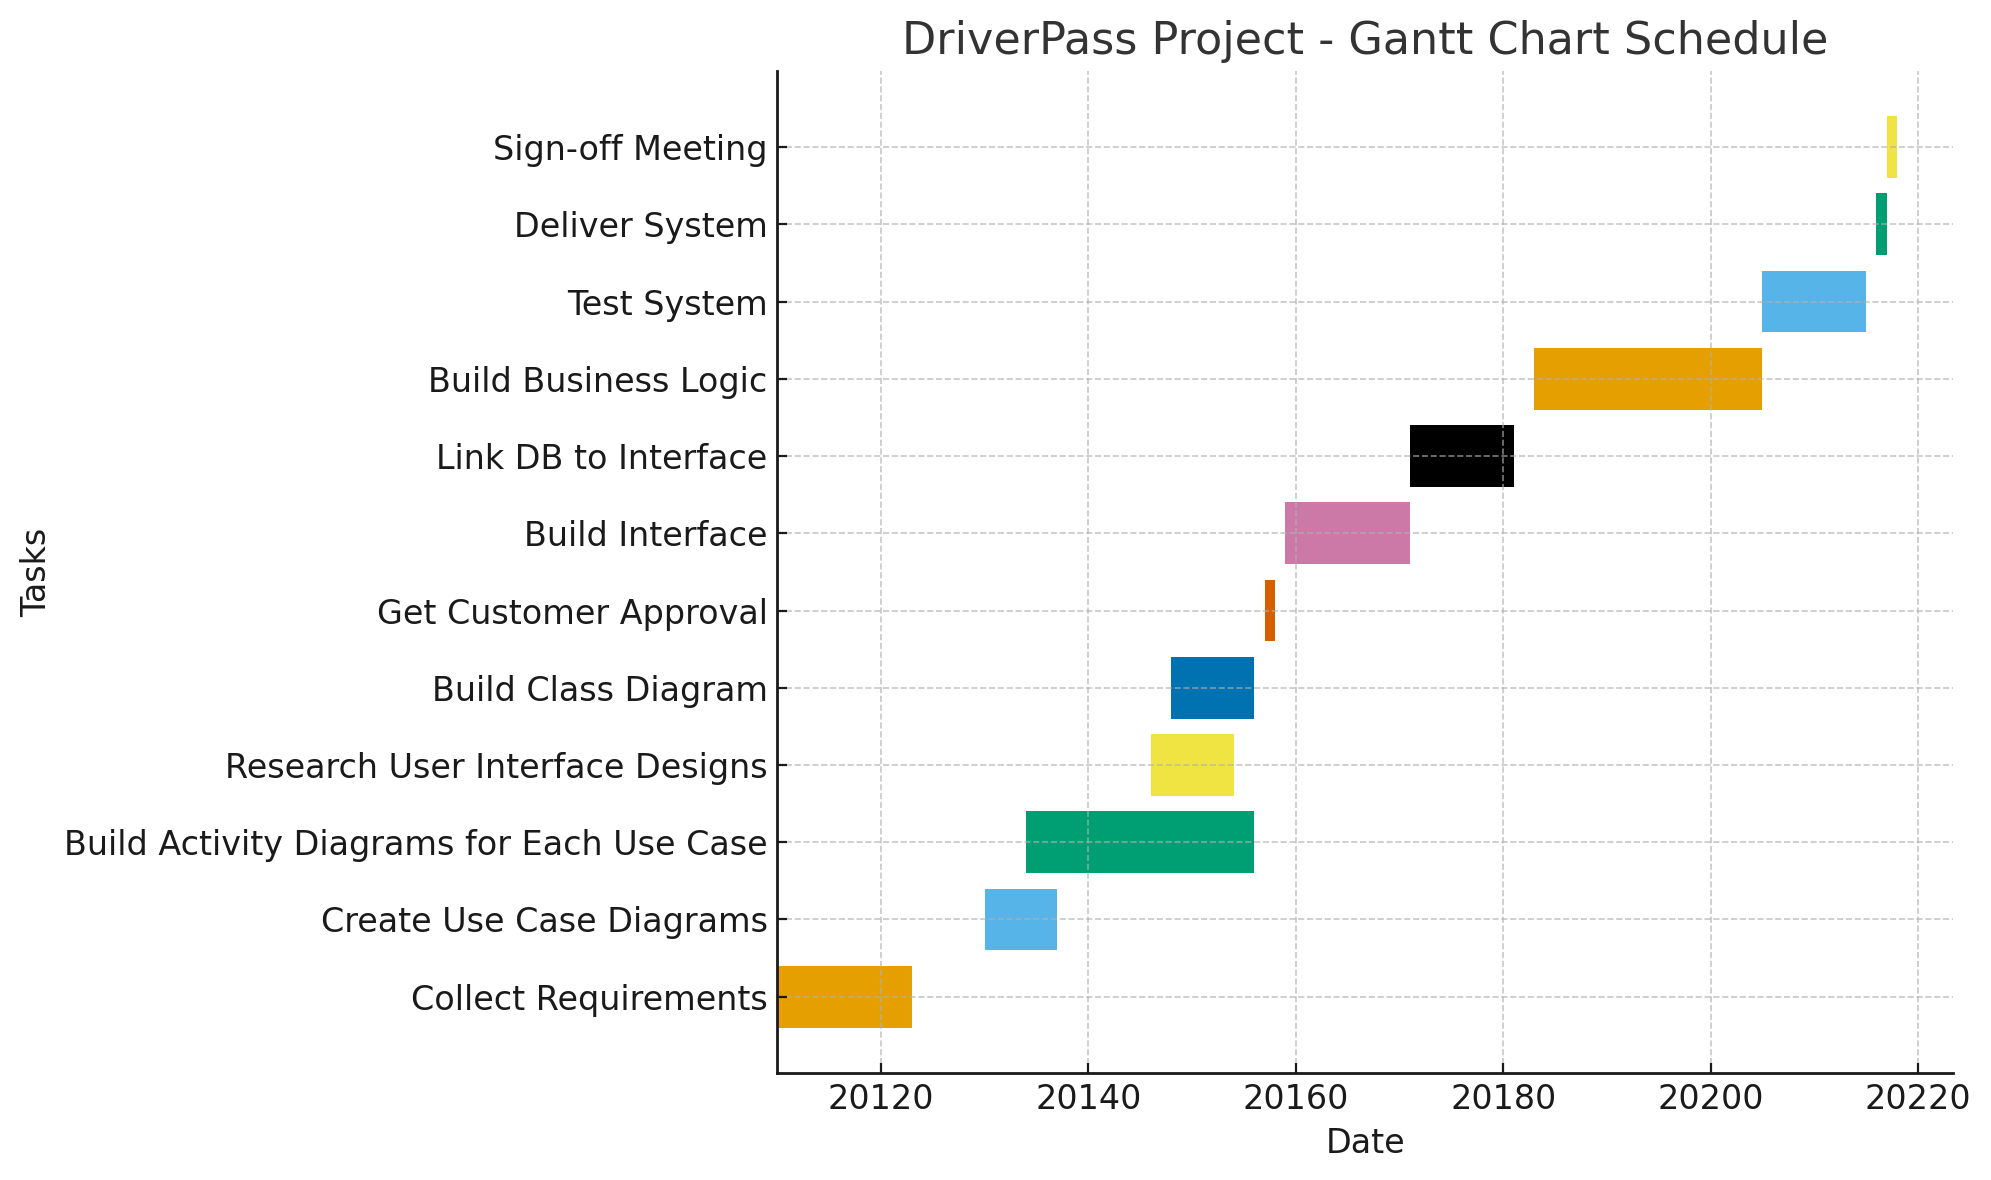 DriverPass Project - Gantt Chart Schedule
Sign-off Meeting
Deliver System
Test System
Build Business Logic
Link DB to Interface
Build Interface
Get Customer Approval
Build Class Diagram
Research User Interface Designs
Build Activity Diagrams for Each Use Case
Create Use Case Diagrams
Collect Requirements
Tasks
20120 20140 20160 20180 20200 20220
Date